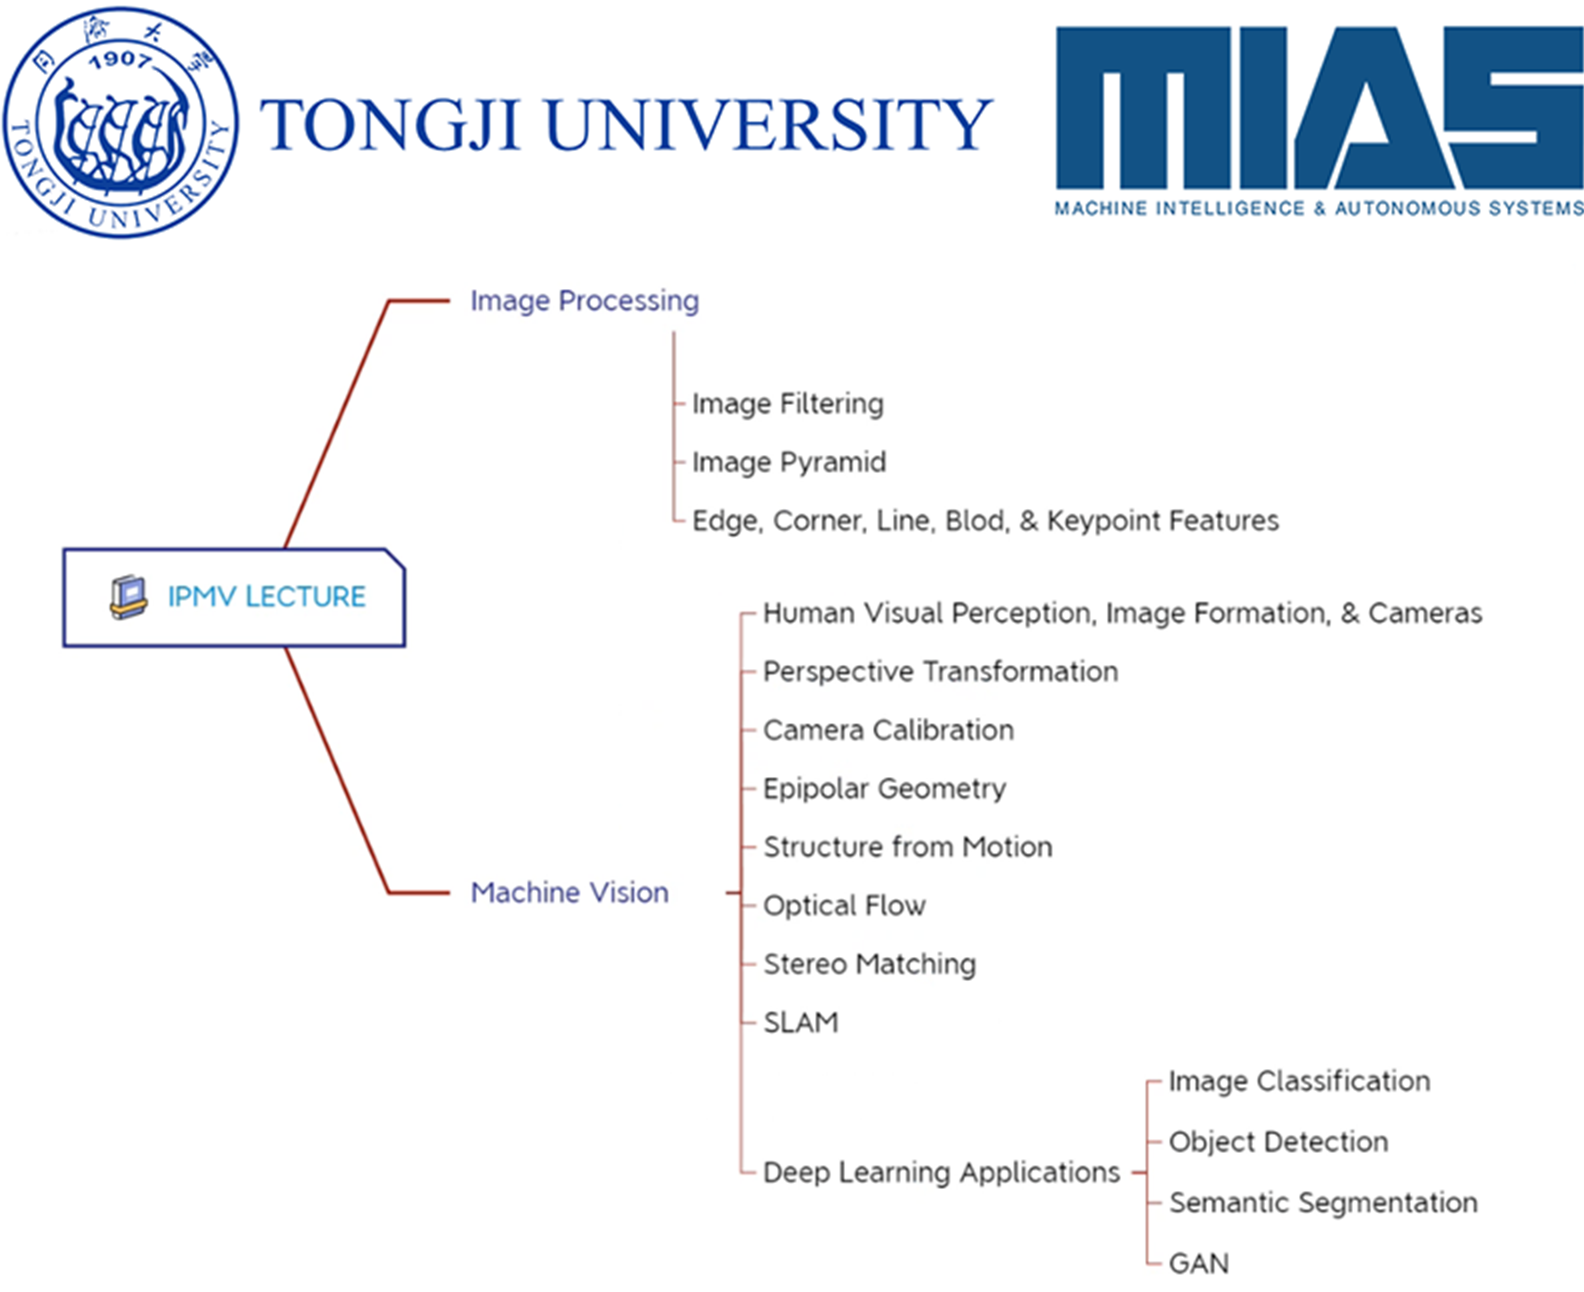 同濟大學
1907
TONGJI UNIVERSITY
TONGJI UNIVERSITY
MIAS
MACHINE INTELLIGENCE & AUTONOMOUS SYSTEMS
Image Processing
Image Filtering
Image Pyramid
Edge, Corner, Line, Blod, & Keypoint Features
IPMV LECTURE
Human Visual Perception, Image Formation, & Cameras
Perspective Transformation
Camera Calibration
Epipolar Geometry
Structure from Motion
Machine Vision
Optical Flow
Stereo Matching
SLAM
Deep Learning Applications
Image Classification
Object Detection
Semantic Segmentation
GAN